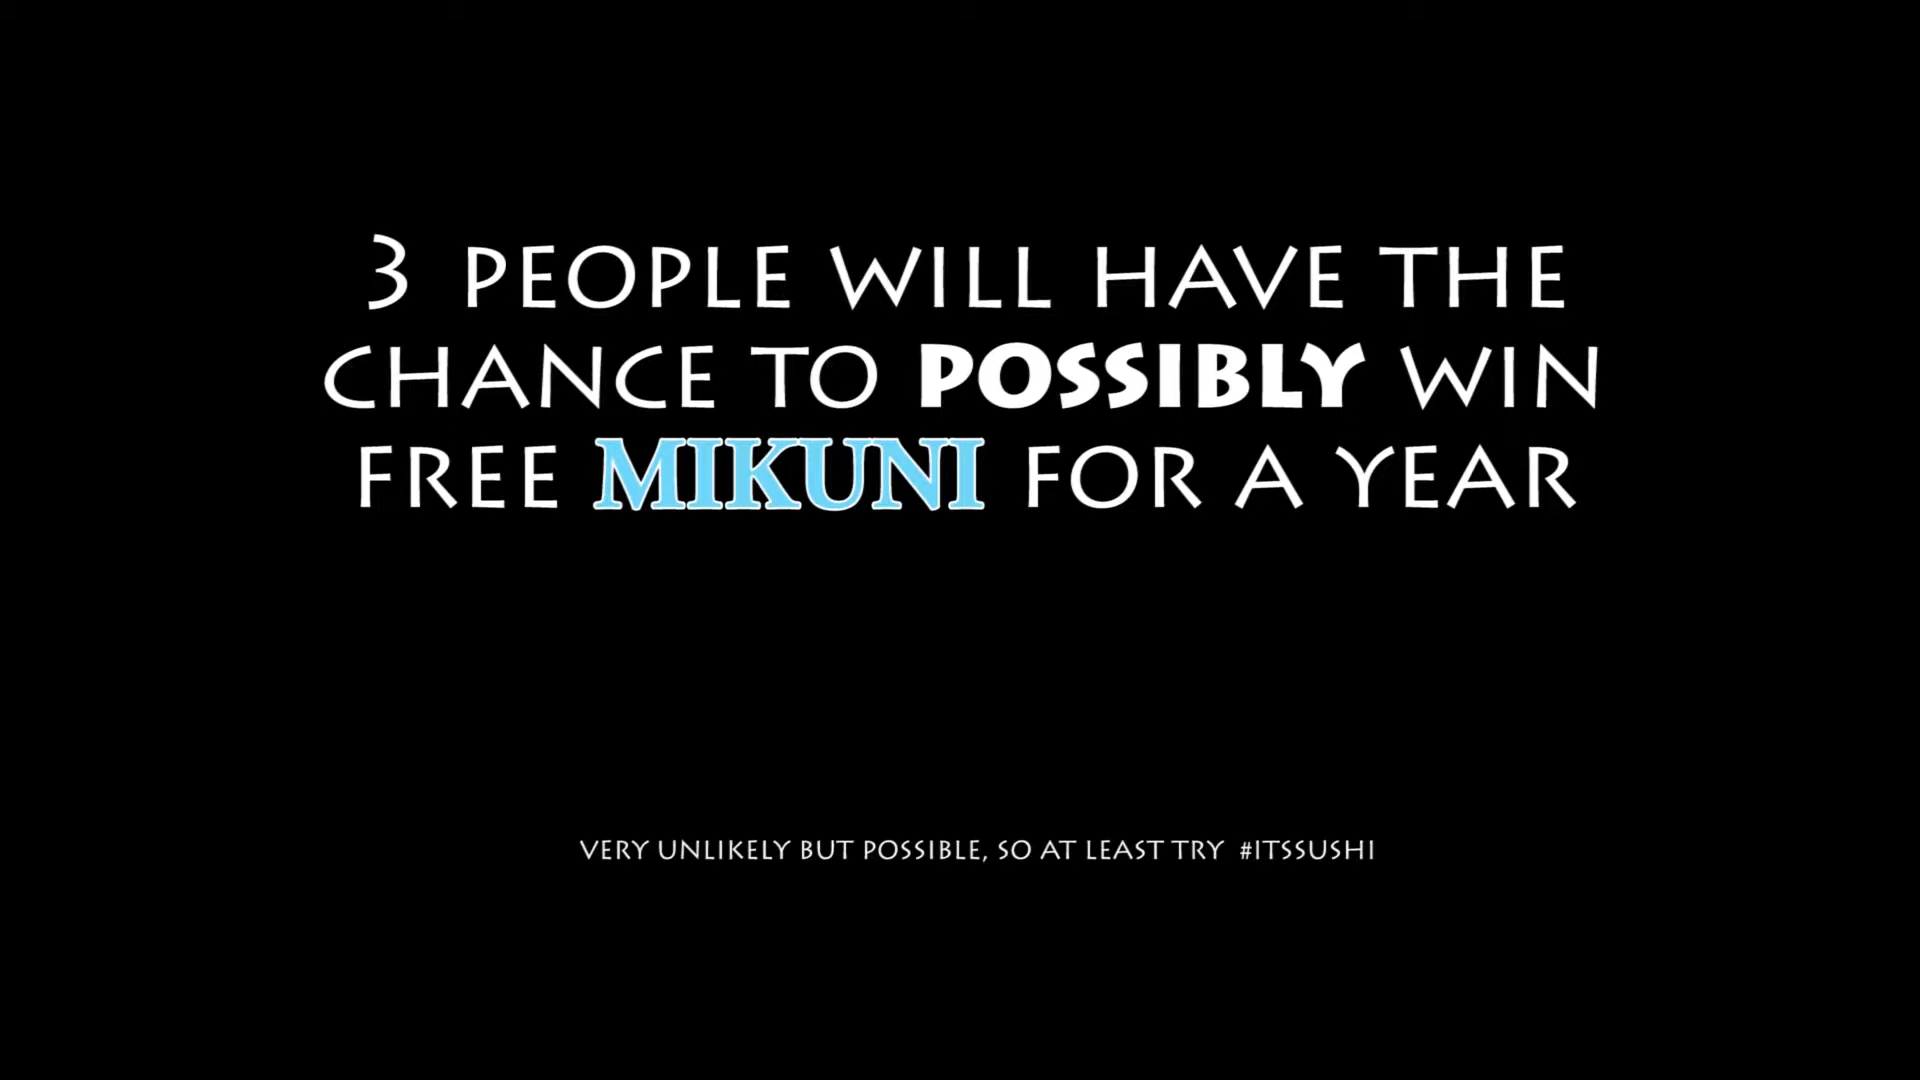 3 PEOPLE WILL HAVE THE
CHANCE TO POSSIBLY WIN
FREE MIKUNI FOR A YEAR
VERY UNLIKELY BUT POSSIBLE, SO AT LEAST TRY #ITSSUSHI